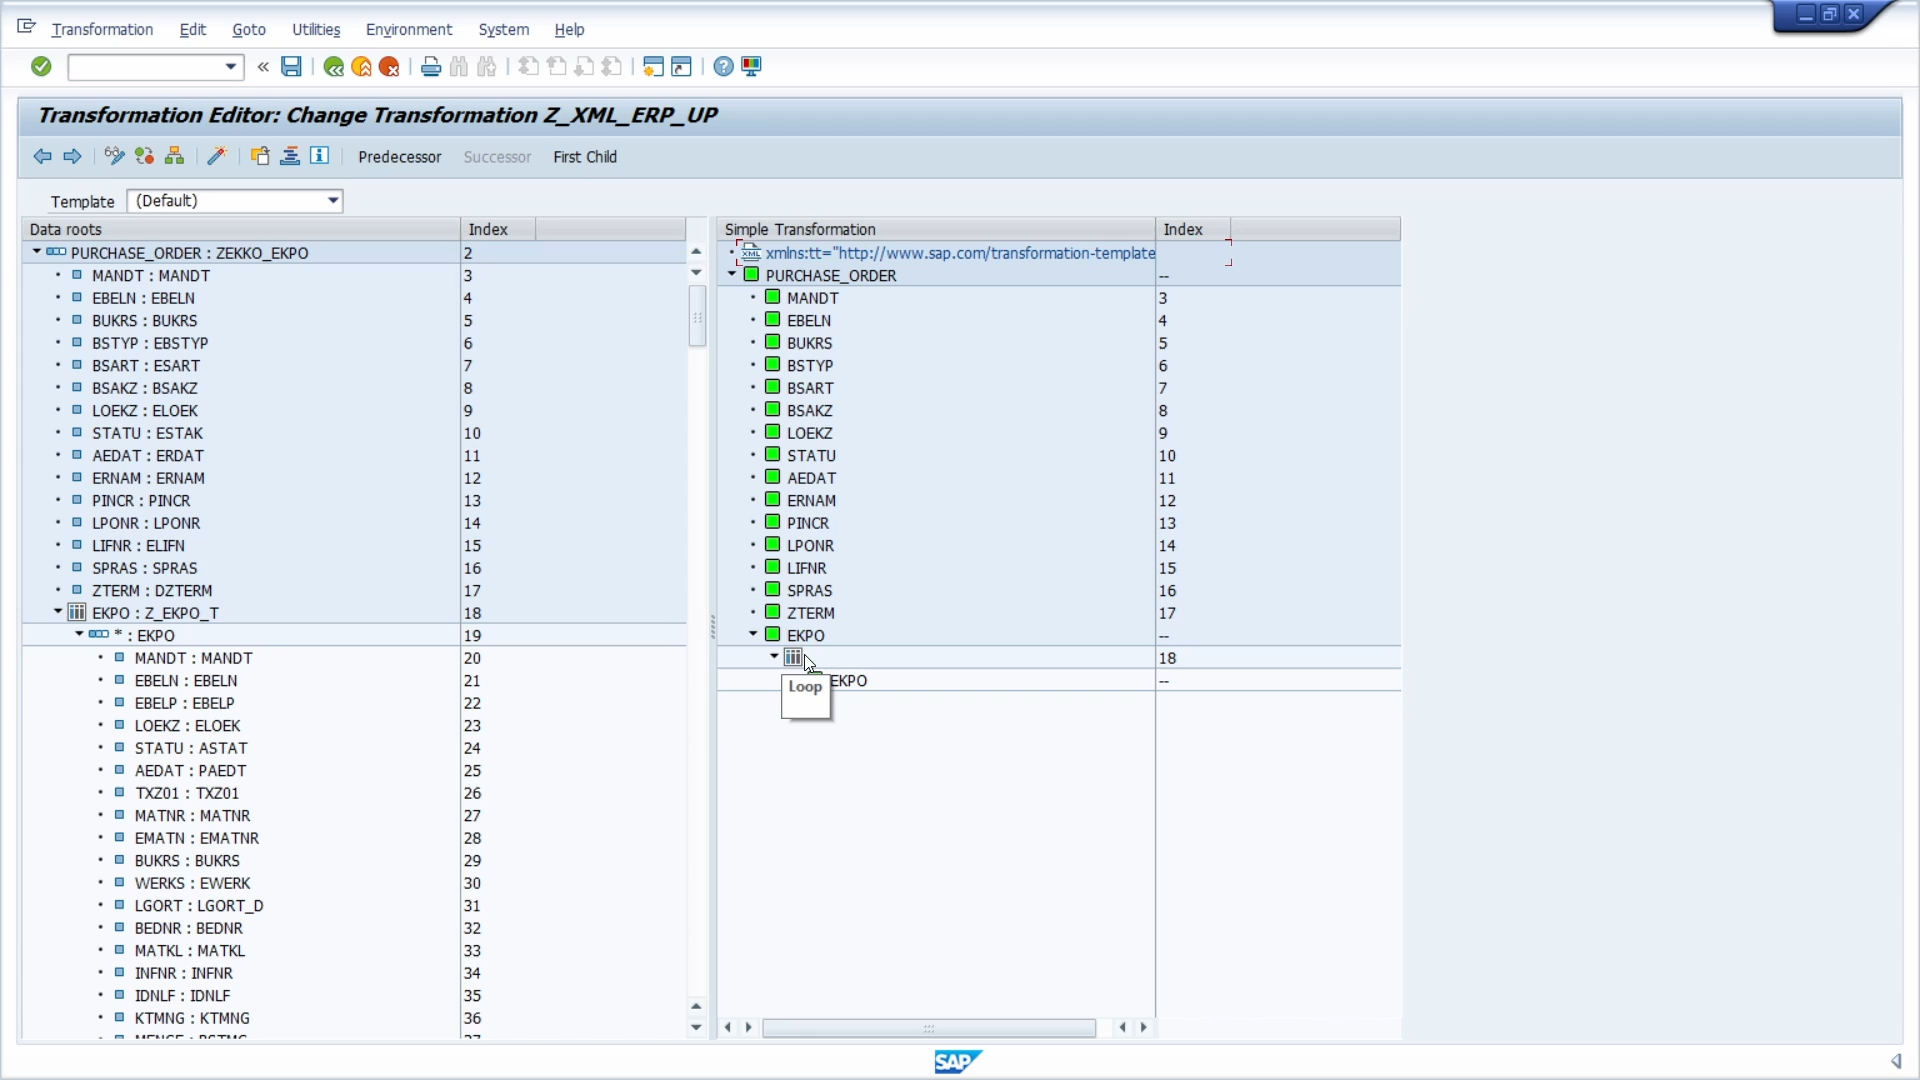 Transformation Edit Goto Utilities Environment System Help
Transformation Editor: Change Transformation Z_XML_ERP_UP
Predecessor Successor First Child
Template (Default)
Data roots Index
PURCHASE_ORDER : ZEKKO_EKPO 2
MANDT : MANDT 3
EBELN : EBELN 4
BUKRS : BUKRS 5
BSTYP : EBSTYP 6
BSART : ESART 7
BSAKZ : BSAKZ 8
LOEKZ : ELOEK 9
STATU : ESTAK 10
AEDAT : ERDAT 11
ERNAM : ERNAM 12
PINCR : PINCR 13
LPONR : LPONR 14
LIFNR : ELIFN 15
SPRAS : SPRAS 16
ZTERM : DZTERM 17
EKPO : Z_EKPO_T 18
* : EKPO 19
MANDT : MANDT 20
EBELN : EBELN 21
EBELP : EBELP 22
LOEKZ : ELOEK 23
STATU : ASTAT 24
AEDAT : PAEDT 25
TXZ01 : TXZ01 26
MATNR : MATNR 27
EMATN : EMATNR 28
BUKRS : BUKRS 29
WERKS : EWERK 30
LGORT : LGORT_D 31
BEDNR : BEDNR 32
MATKL : MATKL 33
INFNR : INFNR 34
IDNLF : IDNLF 35
KTMNG : KTMNG 36
Simple Transformation Index
XML xmlns:tt="http://www.sap.com/transformation-template
PURCHASE_ORDER --
MANDT 3
EBELN 4
BUKRS 5
BSTYP 6
BSART 7
BSAKZ 8
LOEKZ 9
STATU 10
AEDAT 11
ERNAM 12
PINCR 13
LPONR 14
LIFNR 15
SPRAS 16
ZTERM 17
EKPO --
18
EKPO --
Loop
SAP